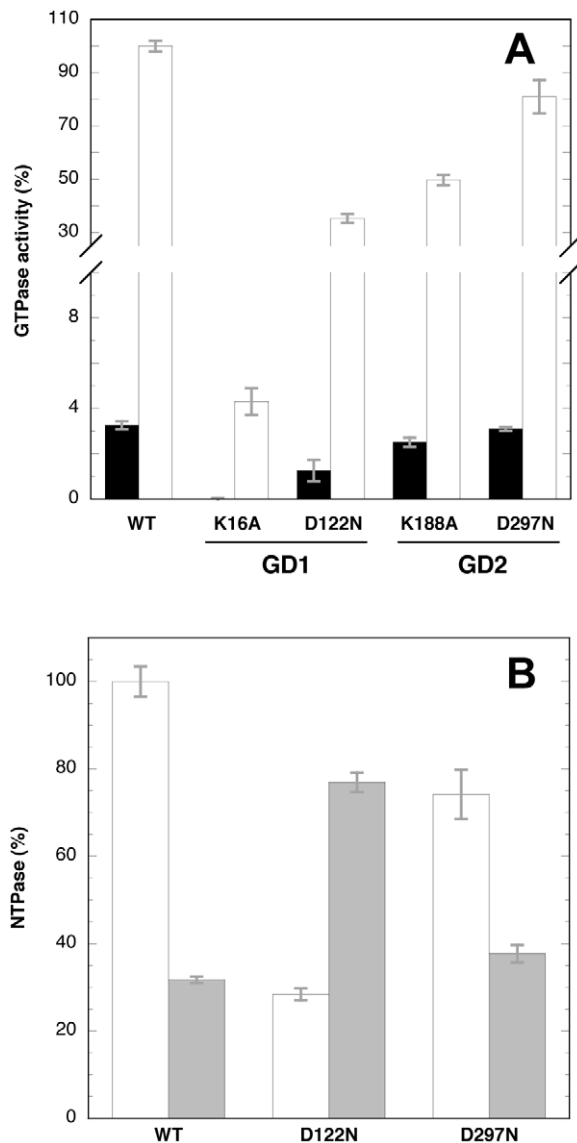 A
GTPase activity (%)
110
90
70
50
30
8
4
0
WT K16A D122N K188A D297N
GD1 GD2
B
NTPase (%)
100
80
60
40
20
0
WT D122N D297N